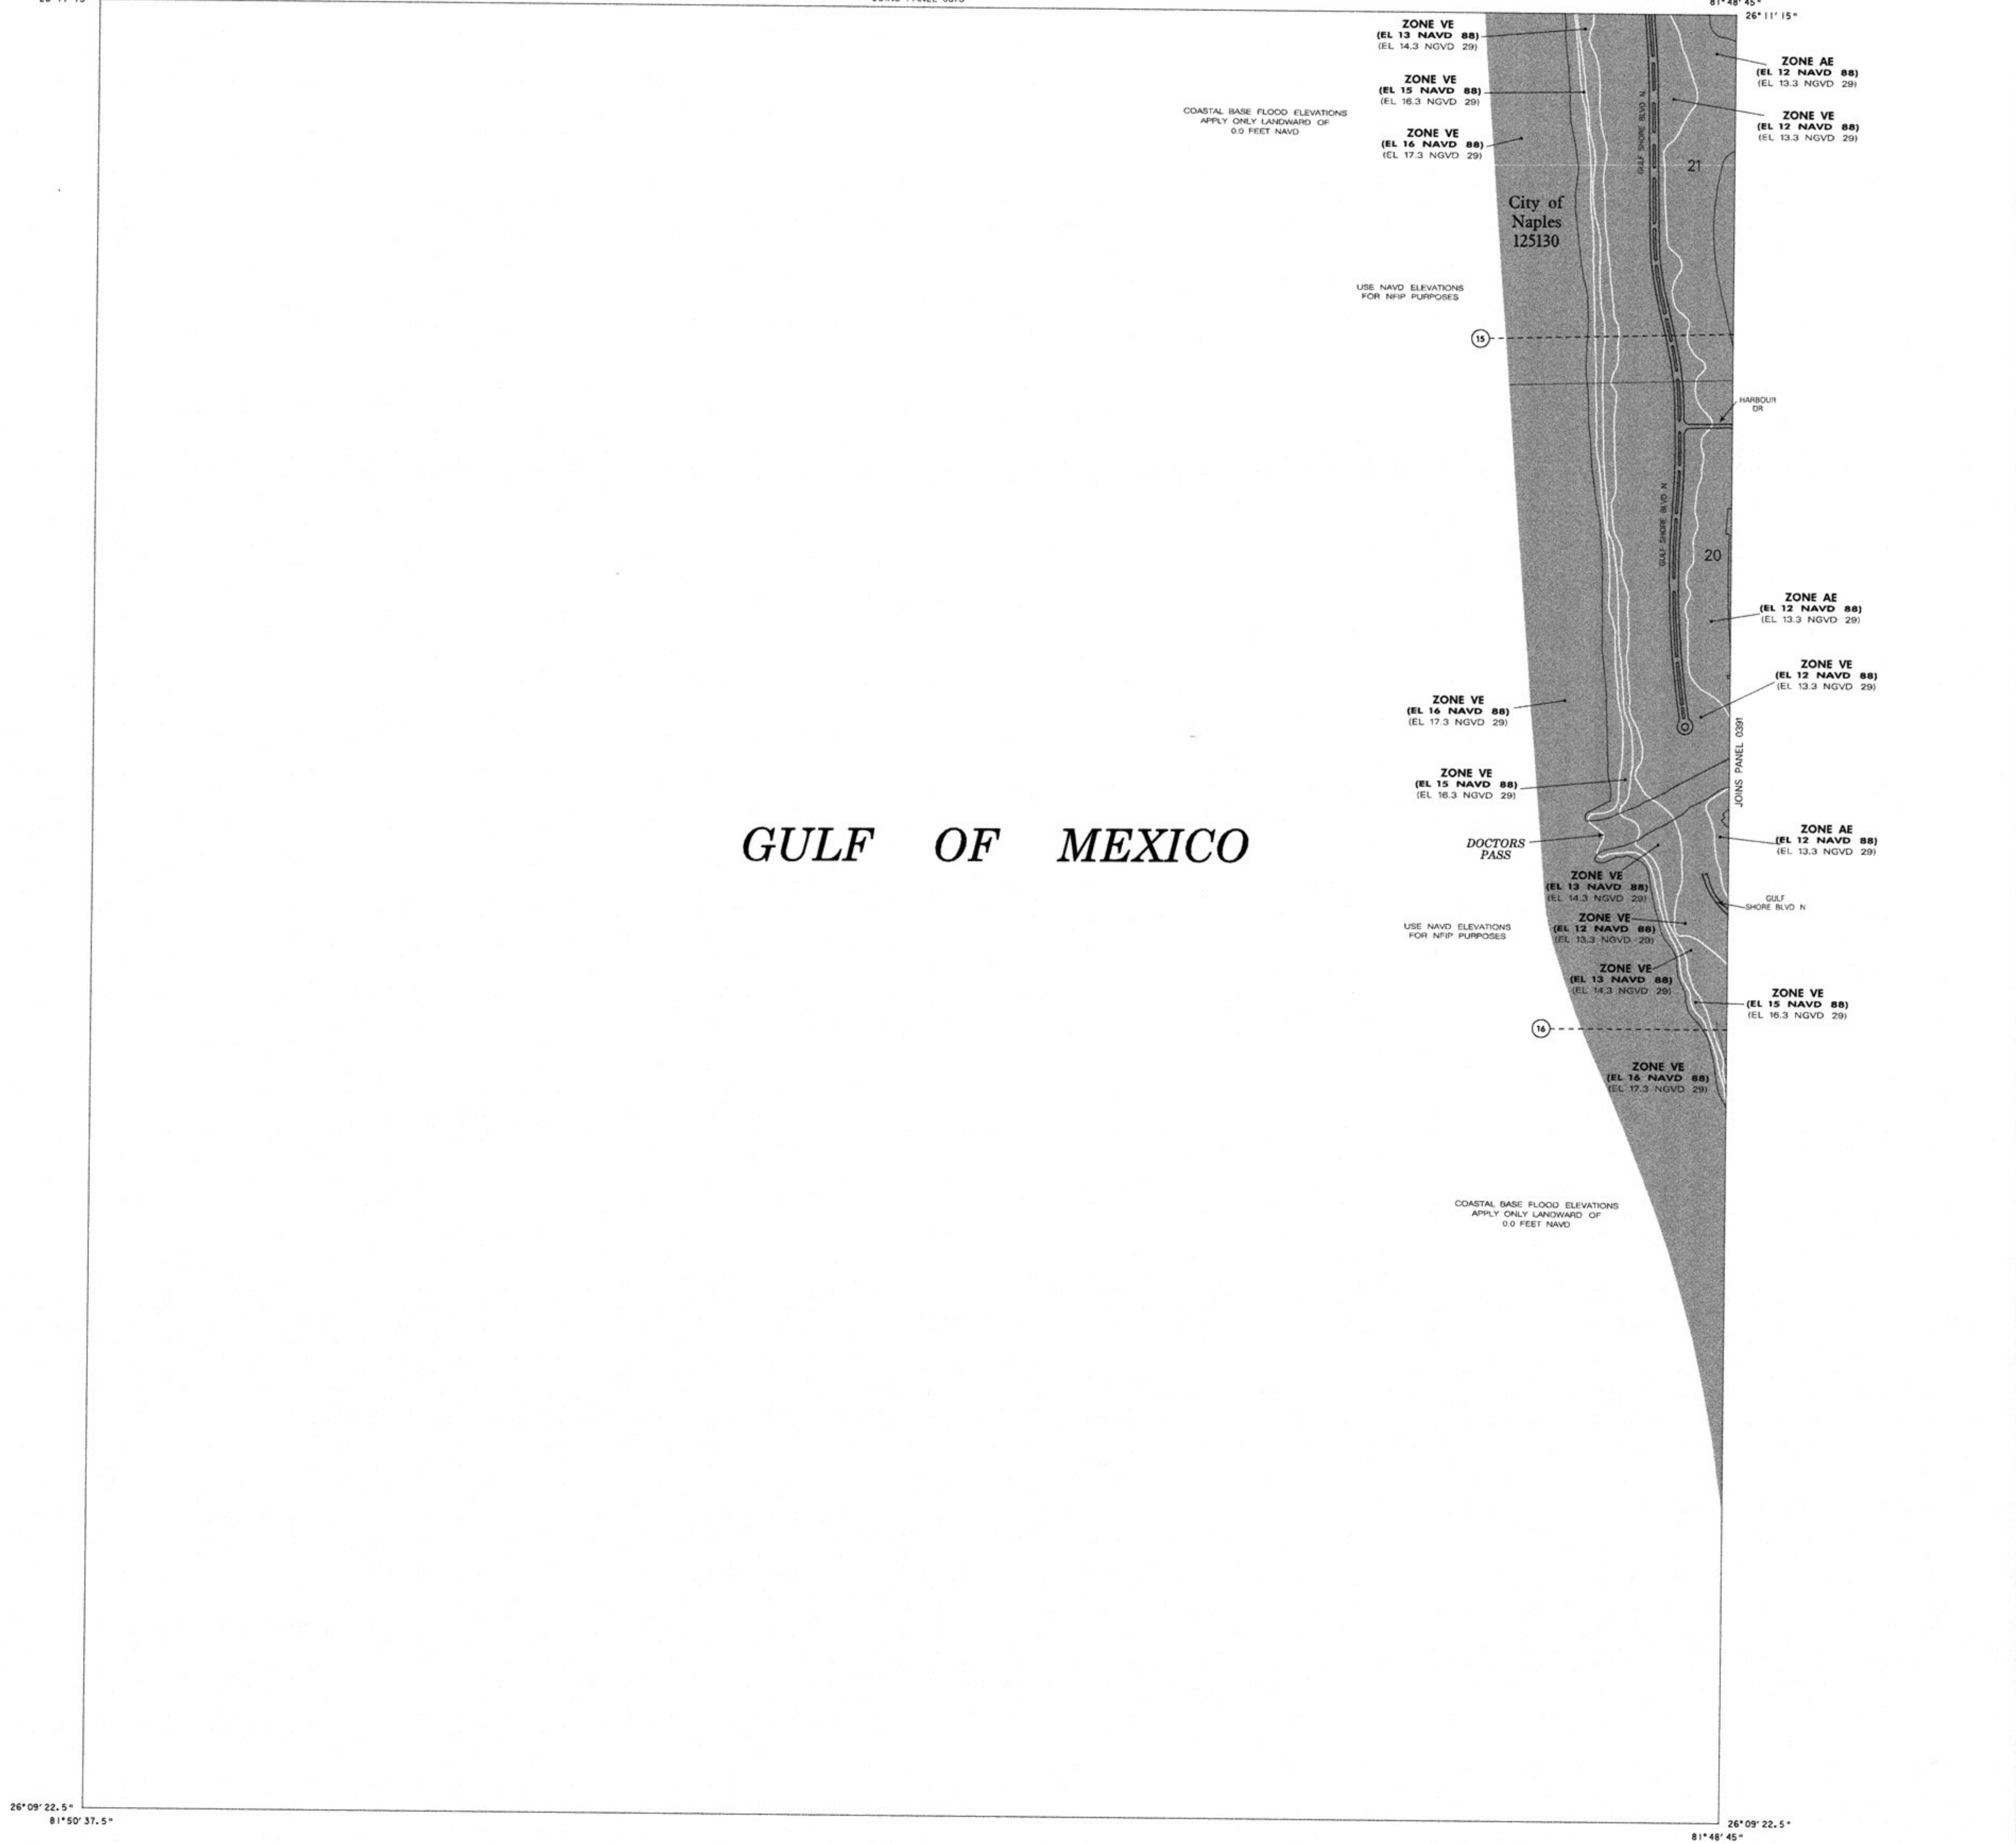 81°48'45"
26°11'15"
ZONE VE
(EL 13 NAVD 88)
(EL 14.3 NGVD 29)
ZONE AE
(EL 12 NAVD 88)
(EL 13.3 NGVD 29)
ZONE VE
(EL 15 NAVD 88)
(EL 16.3 NGVD 29)
COASTAL BASE FLOOD ELEVATIONS
APPLY ONLY LANDWARD OF
0.0 FEET NAVD
ZONE VE
(EL 12 NAVD 88)
(EL 13.3 NGVD 29)
ZONE VE
(EL 16 NAVD 88)
(EL 17.3 NGVD 29)
GULF SHORE BLVD N
21
City of
Naples
125130
USE NAVD ELEVATIONS
FOR NFIP PURPOSES
15
HARBOUR
DR
GULF SHORE BLVD N
20
ZONE AE
(EL 12 NAVD 88)
(EL 13.3 NGVD 29)
ZONE VE
(EL 12 NAVD 88)
(EL 13.3 NGVD 29)
ZONE VE
(EL 16 NAVD 88)
(EL 17.3 NGVD 29)
JOINS PANEL 0391
ZONE VE
(EL 15 NAVD 88)
(EL 16.3 NGVD 29)
GULF OF MEXICO
DOCTORS
PASS
ZONE AE
(EL 12 NAVD 88)
(EL 13.3 NGVD 29)
ZONE VE
(EL 13 NAVD 88)
(EL 14.3 NGVD 29)
GULF
SHORE BLVD N
ZONE VE
(EL 12 NAVD 88)
(EL 13.3 NGVD 29)
USE NAVD ELEVATIONS
FOR NFIP PURPOSES
ZONE VE
(EL 13 NAVD 88)
(EL 14.3 NGVD 29)
ZONE VE
(EL 15 NAVD 88)
(EL 16.3 NGVD 29)
16
ZONE VE
(EL 16 NAVD 88)
(EL 17.3 NGVD 29)
COASTAL BASE FLOOD ELEVATIONS
APPLY ONLY LANDWARD OF
0.0 FEET NAVD
26°09'22.5"
81°50'37.5"
26°09'22.5"
81°48'45"